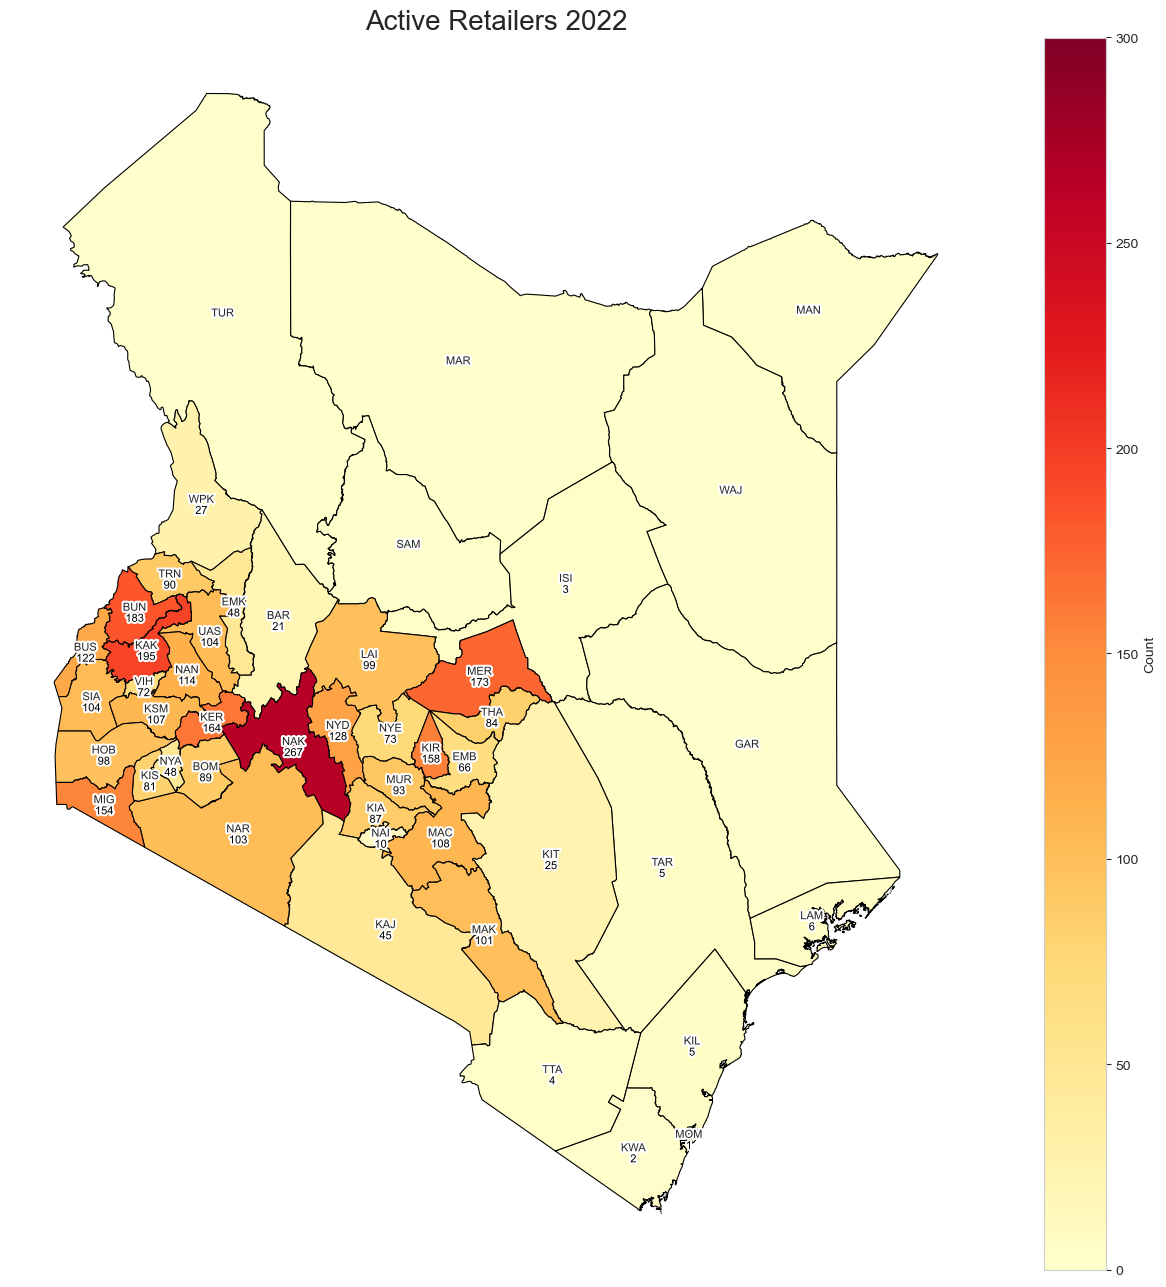 Active Retailers 2022
300
250
200
150
100
50
0
Count
TUR
MAR
MAN
WAJ
WPK
27
SAM
ISI
3
TRN
90
EMK
48
BUN
183
BAR
21
UAS
104
BUS
122
KAK
195
LAI
99
NAN
114
VIH
72
MER
173
SIA
104
KSM
107
KER
164
THA
84
NYD
128
NYE
73
GAR
HOB
98
NAK
267
KIR
158
EMB
66
NYA
48
BOM
89
KIS
81
MUR
93
MIG
154
KIA
87
NAR
103
NAI
10
MAC
108
KIT
25
TAR
5
LAM
6
KAJ
45
MAK
101
KIL
5
TTA
4
MOM
1
KWA
2